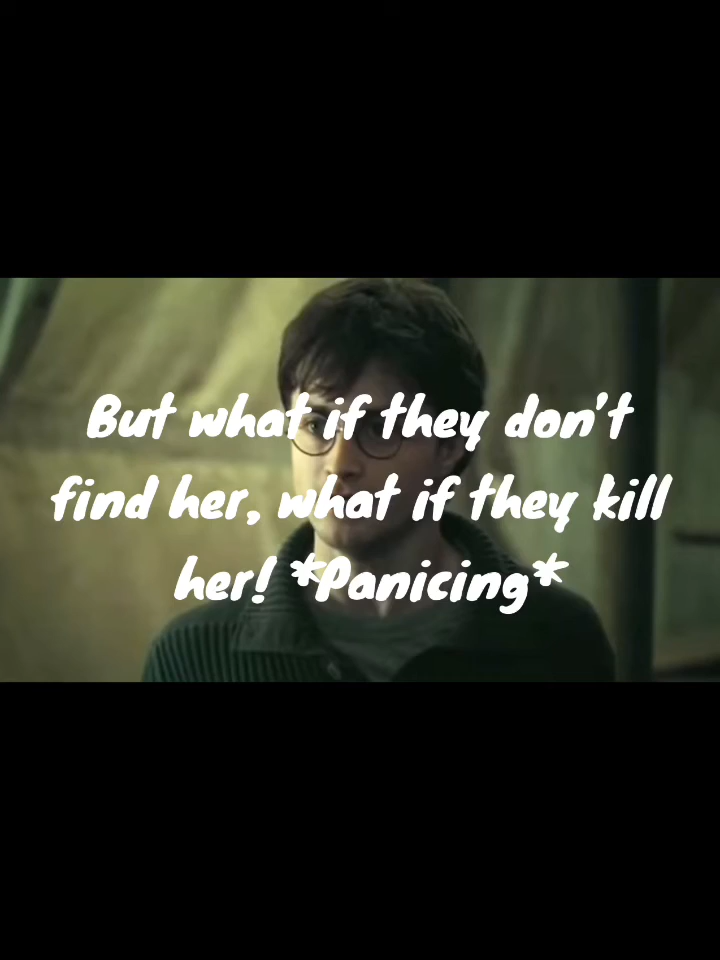 But what if they don't
find her, what if they kill
her! *Panicing*